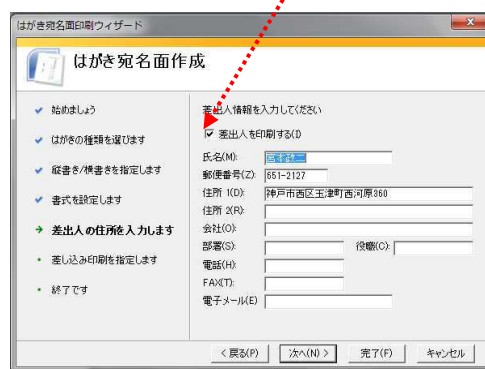 はがき宛名面印刷ウィザード
はがき宛名面作成
始めましょう
はがきの種類を選びます
縦書き/横書きを指定します
書式を設定します
差出人の住所を入力します
差し込み印刷を指定します
終了です
差出人情報を入力してください
差出人を印刷する(I)
氏名(M):
郵便番号(Z): 651-2127
住所 1(D): 神戸市西区玉津町西河原360
住所 2(R):
会社(O):
部署(S): 役職(C):
電話(H):
FAX(T):
電子メール(E)
< 戻る(P) 次へ(N) > 完了(F) キャンセル